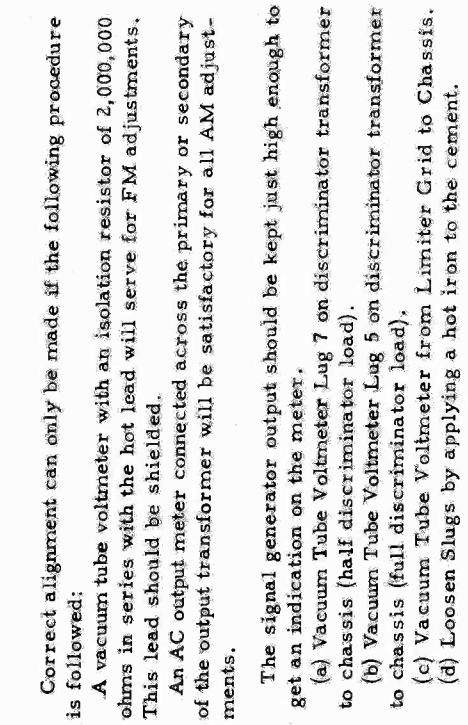 Correct alignment can only be made if the following procedure
is followed:
A vacuum tube voltmeter with an isolation resistor of 2,000,000
ohms in series with the hot lead will serve for FM adjustments.
This lead should be shielded.
An AC output meter connected across the primary or secondary
of the output transformer will be satisfactory for all AM adjust-
ments.
The signal generator output should be kept just high enough to
get an indication on the meter.
(a) Vacuum Tube Voltmeter Lug 7 on discriminator transformer
to chassis (half discriminator load).
(b) Vacuum Tube Voltmeter Lug 5 on discriminator transformer
to chassis (full discriminator load).
(c) Vacuum Tube Voltmeter from Limiter Grid to Chassis.
(d) Loosen Slugs by applying a hot iron to the cement.